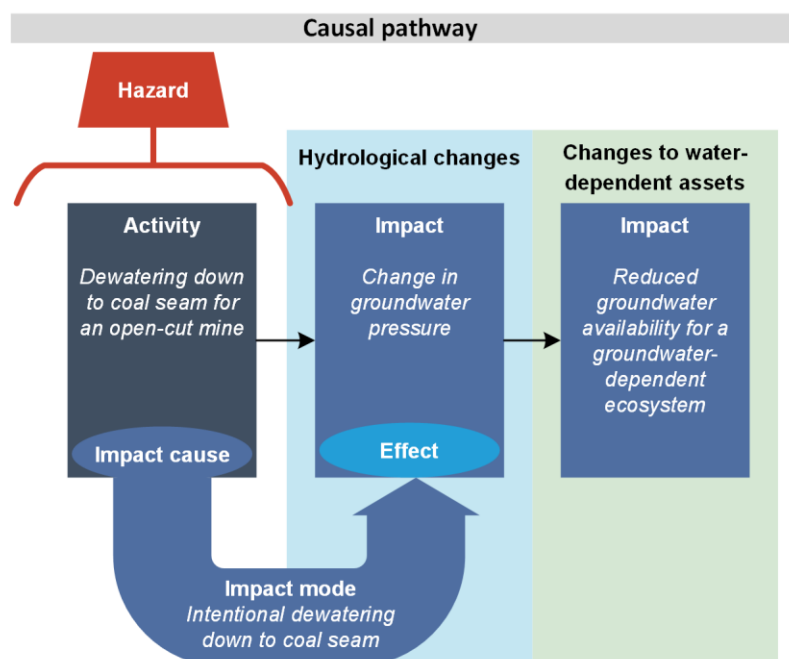 Causal pathway
Hazard
Hydrological changes
Changes to water-
dependent assets
Activity
Dewatering down
to coal seam for
an open-cut mine
Impact cause
Impact
Change in
groundwater
pressure
Effect
Impact
Reduced
groundwater
availability for a
groundwater-
dependent
ecosystem
Impact mode
Intentional dewatering
down to coal seam